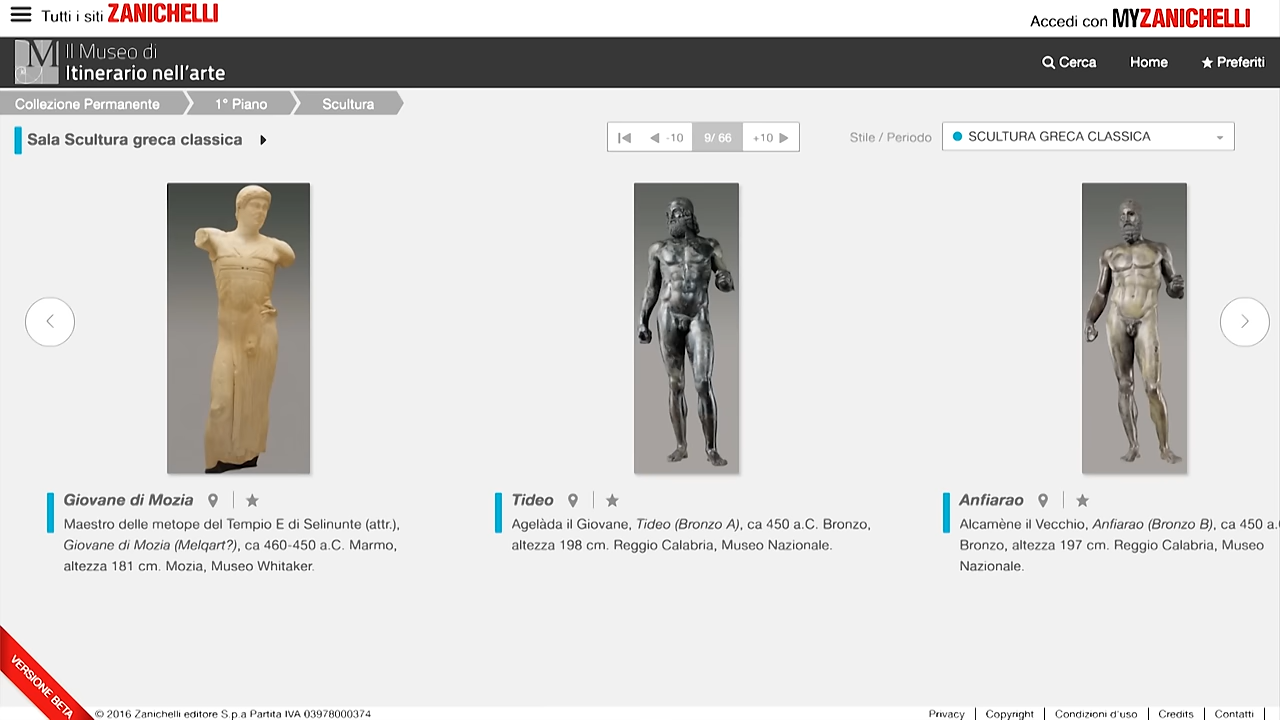 Tutti i siti ZANICHELLI
Accedi con MYZANICHELLI
M Il Museo di
Itinerario nell'arte
Cerca Home Preferiti
Collezione Permanente 1° Piano Scultura
Sala Scultura greca classica
-10 9/ 66 +10
Stile / Periodo SCULTURA GRECA CLASSICA
Giovane di Mozia
Maestro delle metope del Tempio E di Selinunte (attr.),
Giovane di Mozia (Melqart?), ca 460-450 a.C. Marmo,
altezza 181 cm. Mozia, Museo Whitaker.
Tideo
Agelàda il Giovane, Tideo (Bronzo A), ca 450 a.C. Bronzo,
altezza 198 cm. Reggio Calabria, Museo Nazionale.
Anfiarao
Alcamène il Vecchio, Anfiarao (Bronzo B), ca 450 a.
Bronzo, altezza 197 cm. Reggio Calabria, Museo
Nazionale.
VERSIONE BETA
© 2016 Zanichelli editore S.p.a Partita IVA 03978000374
Privacy Copyright Condizioni d'uso Credits Contatti